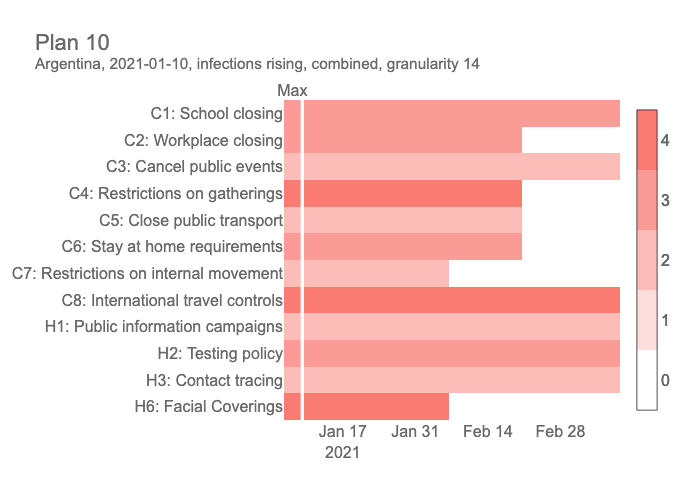 Plan 10
Argentina, 2021-01-10, infections rising, combined, granularity 14
Max
C1: School closing
C2: Workplace closing
C3: Cancel public events
C4: Restrictions on gatherings
C5: Close public transport
C6: Stay at home requirements
C7: Restrictions on internal movement
C8: International travel controls
H1: Public information campaigns
H2: Testing policy
H3: Contact tracing
H6: Facial Coverings
Jan 17 Jan 31 Feb 14 Feb 28
2021
4
3
2
1
0